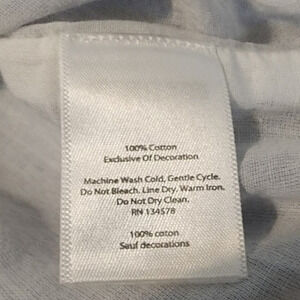 100% Cotton
Exclusive Of Decoration
Machine Wash Cold, Gentle Cycle.
Do Not Bleach. Line Dry. Warm Iron.
Do Not Dry Clean.
RN 134578
100% coton
Sauf decorations